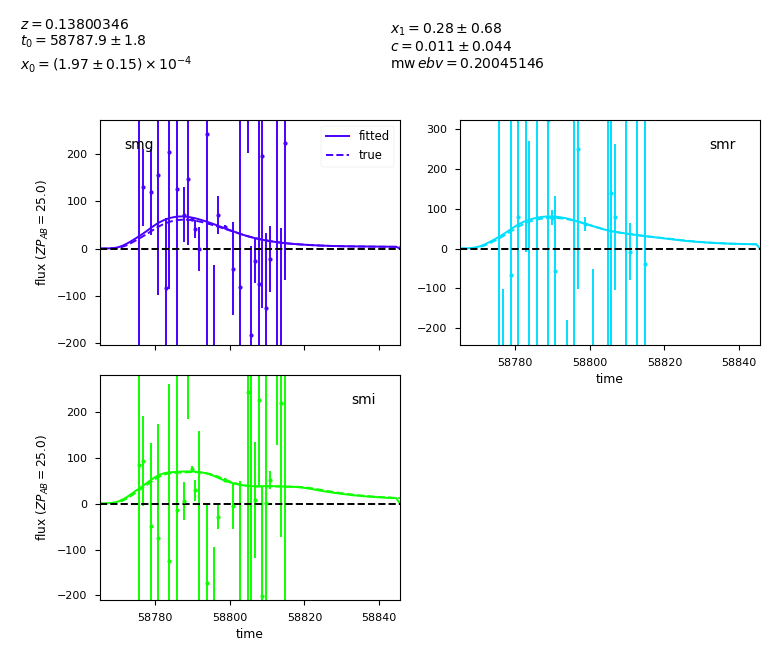 z = 0.13800346
t₀ = 58787.9 ± 1.8
x₀ = (1.97 ± 0.15) × 10⁻⁴
x₁ = 0.28 ± 0.68
c = 0.011 ± 0.044
mw ebv = 0.20045146
smg
fitted
true
200
100
0
−100
−200
flux (ZP_AB = 25.0)
smr
300
200
100
0
−100
−200
58780 58800 58820 58840
time
smi
200
100
0
−100
−200
flux (ZP_AB = 25.0)
58780 58800 58820 58840
time